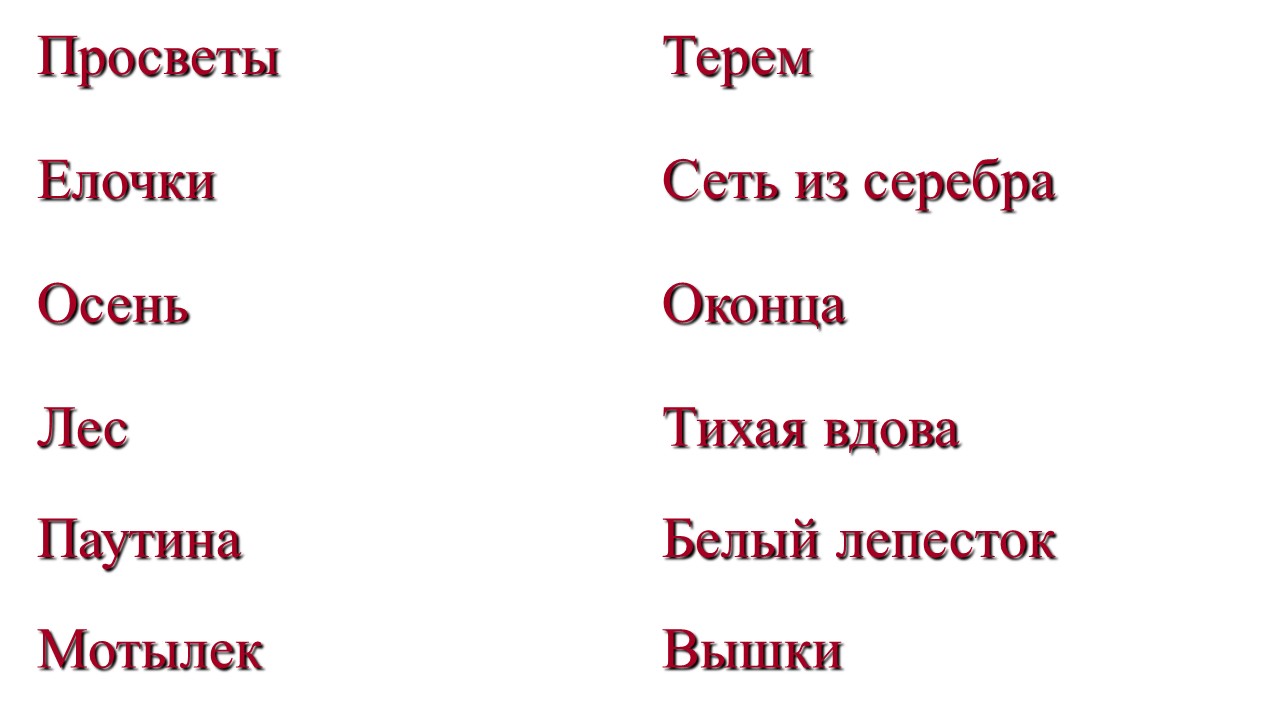 Просветы
Терем
Елочки
Сеть из серебра
Осень
Оконца
Лес
Тихая вдова
Паутина
Белый лепесток
Мотылек
Вышки